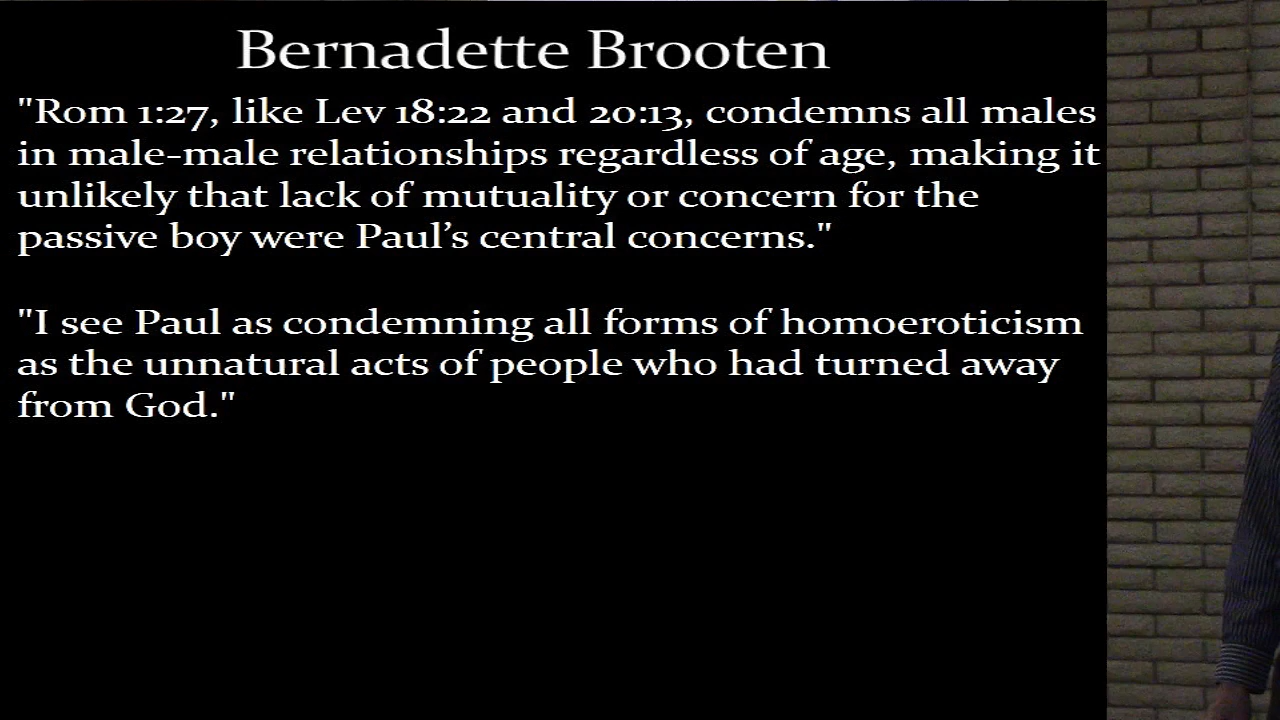 Bernadette Brooten
"Rom 1:27, like Lev 18:22 and 20:13, condemns all males
in male-male relationships regardless of age, making it
unlikely that lack of mutuality or concern for the
passive boy were Paul’s central concerns."
"I see Paul as condemning all forms of homoeroticism
as the unnatural acts of people who had turned away
from God."